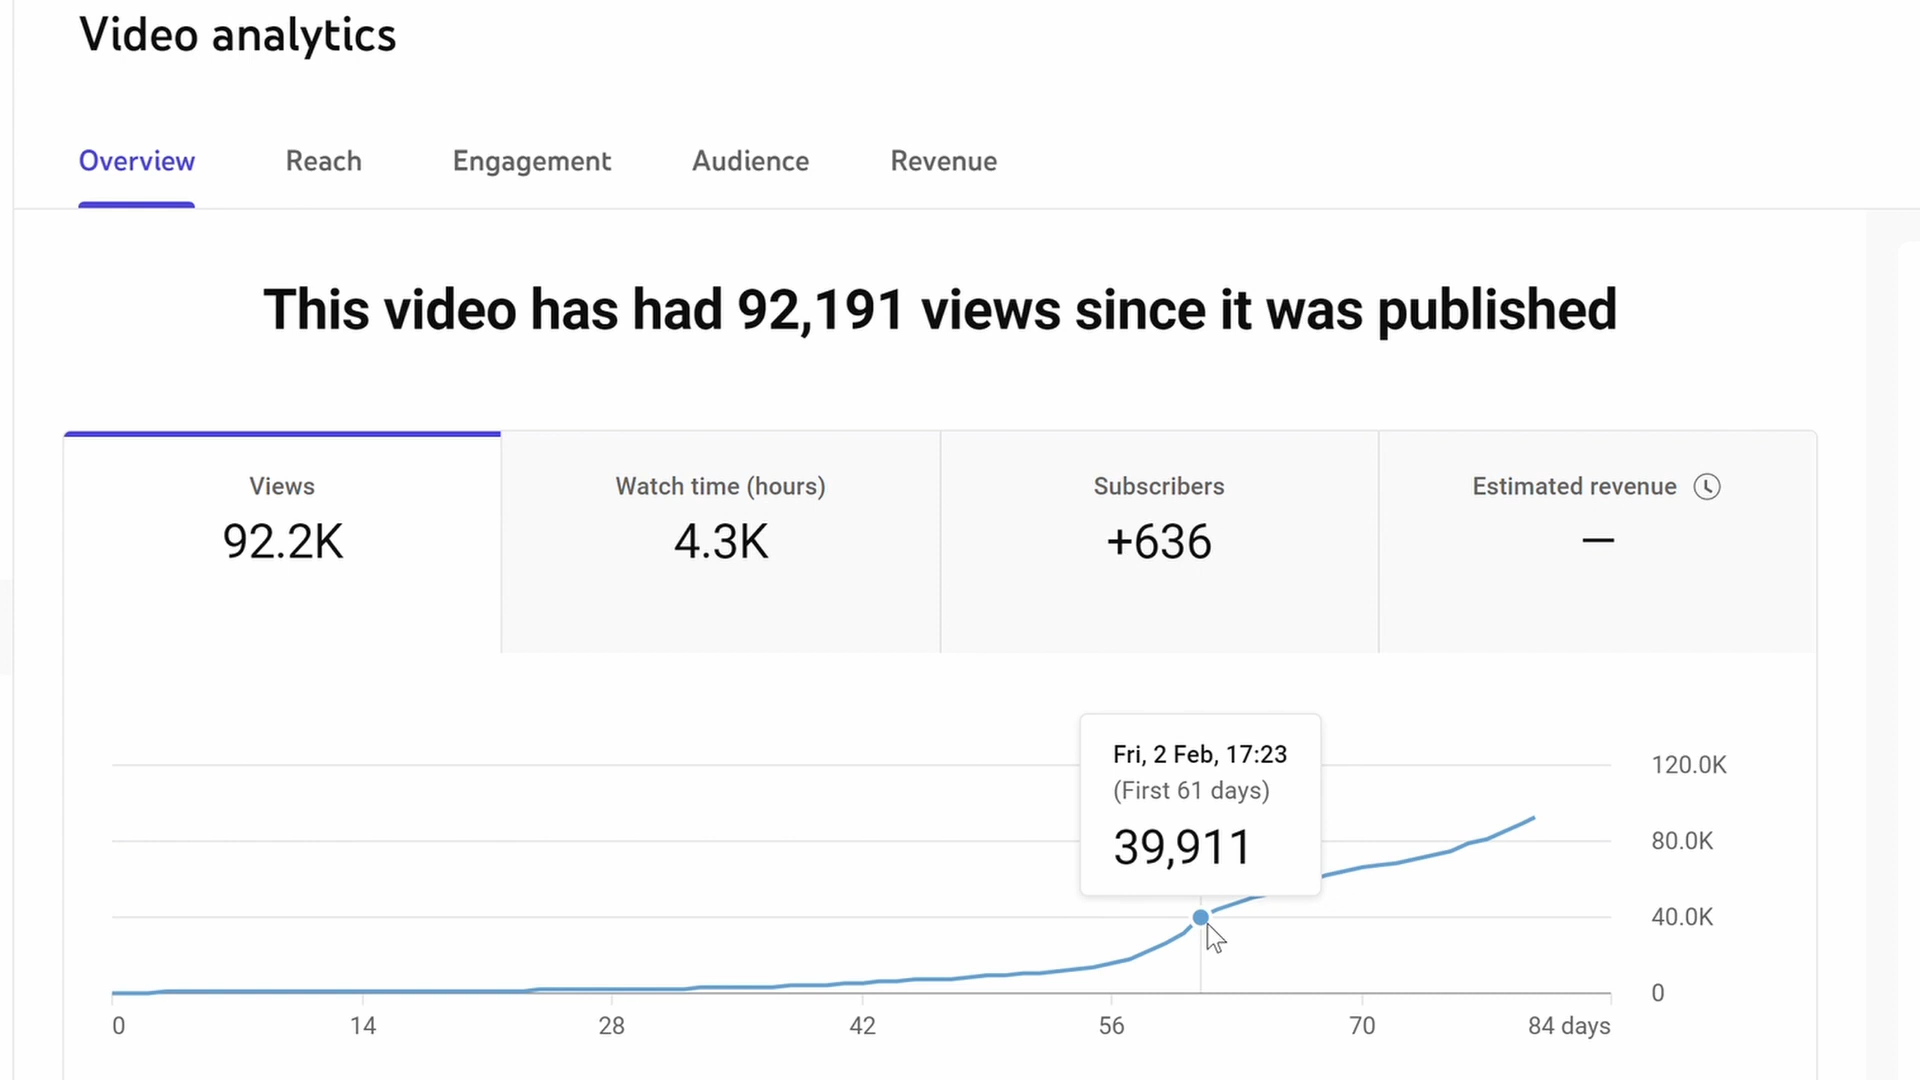 Video analytics
Overview Reach Engagement Audience Revenue
This video has had 92,191 views since it was published
Views Watch time (hours) Subscribers Estimated revenue
92.2K 4.3K +636 —
Fri, 2 Feb, 17:23
(First 61 days)
39,911
120.0K
80.0K
40.0K
0
0 14 28 42 56 70 84 days